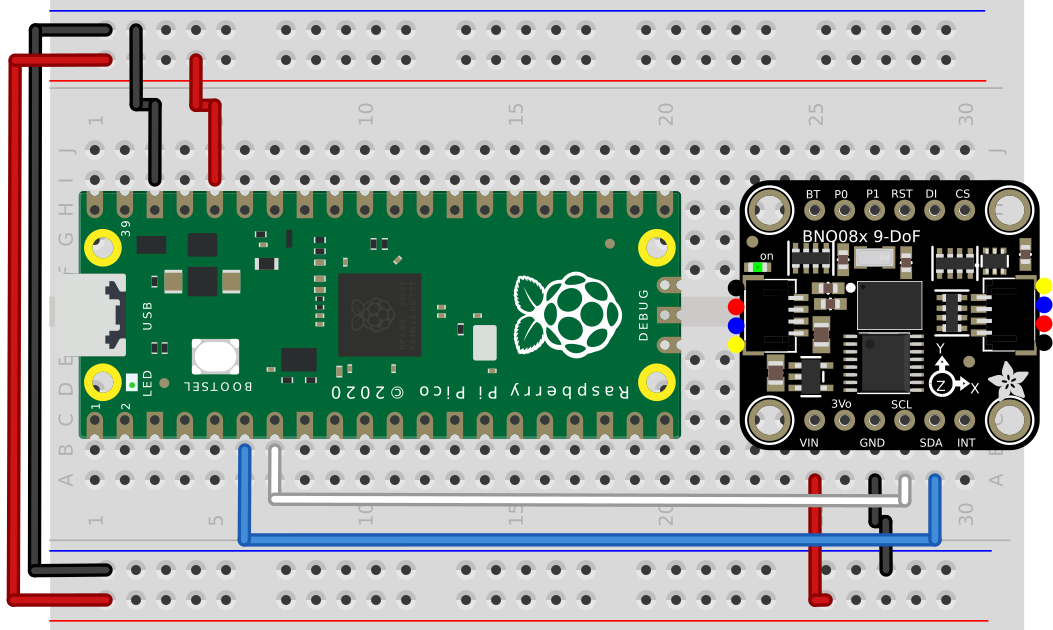 1
10
15
20
25
30
J
J
I
H
G
F
E
D
C
B
A
A
39
USB
LED
1
2
BOOTSEL
DEBUG
Raspberry Pi Pico ©2020
BT P0 P1 RST DI CS
BNO08x 9-DoF
on
Y
Z
X
3Vo SCL
VIN GND SDA INT
1
5
10
15
20
30